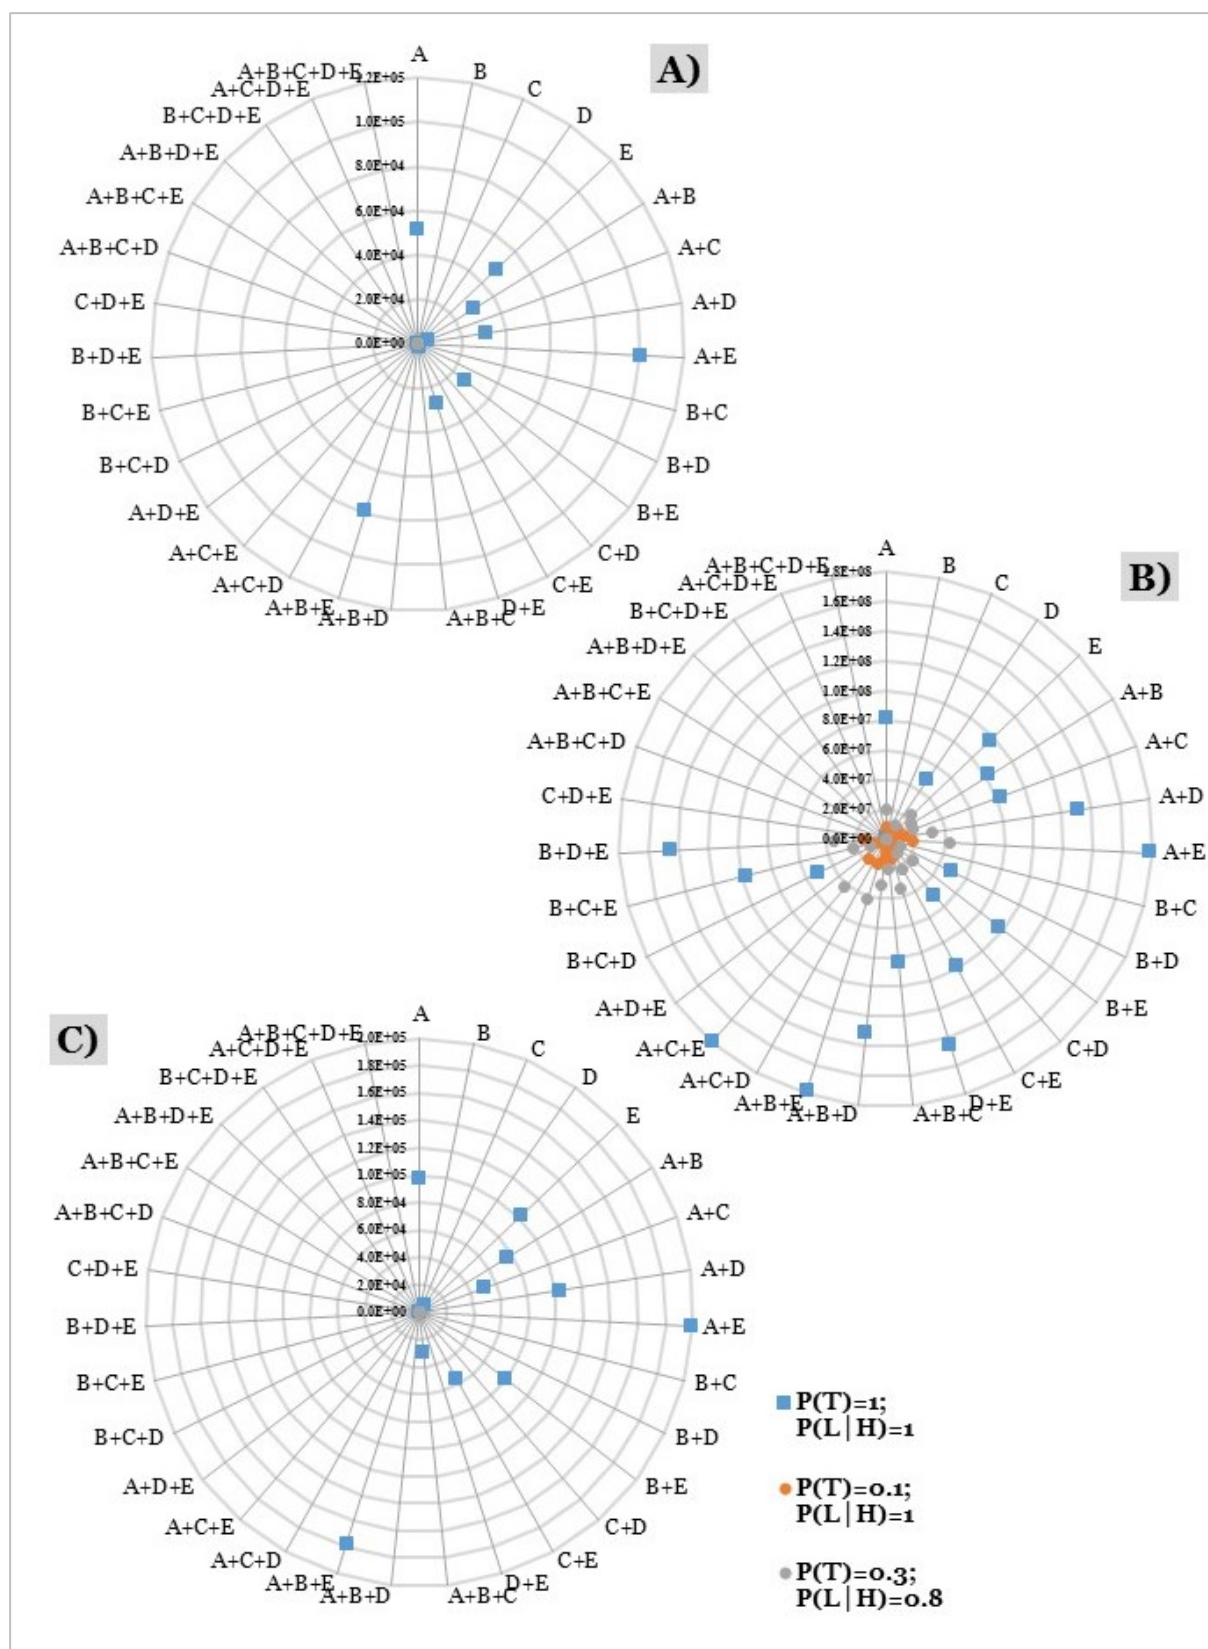 A)
A
B
C
D
E
A+B
A+C
A+D
A+E
B+C
B+D
B+E
C+D
C+E
D+E
A+B+C
A+B+D
A+B+E
A+C+D
A+C+E
A+D+E
B+C+D
B+C+E
B+D+E
C+D+E
A+B+C+D
A+B+C+E
A+B+D+E
B+C+D+E
A+C+D+E
A+B+C+D+E
1.2E+05
1.0E+05
8.0E+04
6.0E+04
4.0E+04
2.0E+04
0.0E+00
B)
A
B
C
D
E
A+B
A+C
A+D
A+E
B+C
B+D
B+E
C+D
C+E
D+E
A+B+C
A+B+D
A+B+E
A+C+D
A+C+E
A+D+E
B+C+D
B+C+E
B+D+E
C+D+E
A+B+C+D
A+B+C+E
A+B+D+E
B+C+D+E
A+C+D+E
A+B+C+D+E
1.8E+08
1.6E+08
1.4E+08
1.2E+08
1.0E+08
8.0E+07
6.0E+07
4.0E+07
2.0E+07
0.0E+00
C)
A
B
C
D
E
A+B
A+C
A+D
A+E
B+C
B+D
B+E
C+D
C+E
D+E
A+B+C
A+B+D
A+B+E
A+C+D
A+C+E
A+D+E
B+C+D
B+C+E
B+D+E
C+D+E
A+B+C+D
A+B+C+E
A+B+D+E
B+C+D+E
A+C+D+E
A+B+C+D+E
2.0E+05
1.8E+05
1.6E+05
1.4E+05
1.2E+05
1.0E+05
8.0E+04
6.0E+04
4.0E+04
2.0E+04
0.0E+00
P(T)=1;
P(L|H)=1
P(T)=0.1;
P(L|H)=1
P(T)=0.3;
P(L|H)=0.8